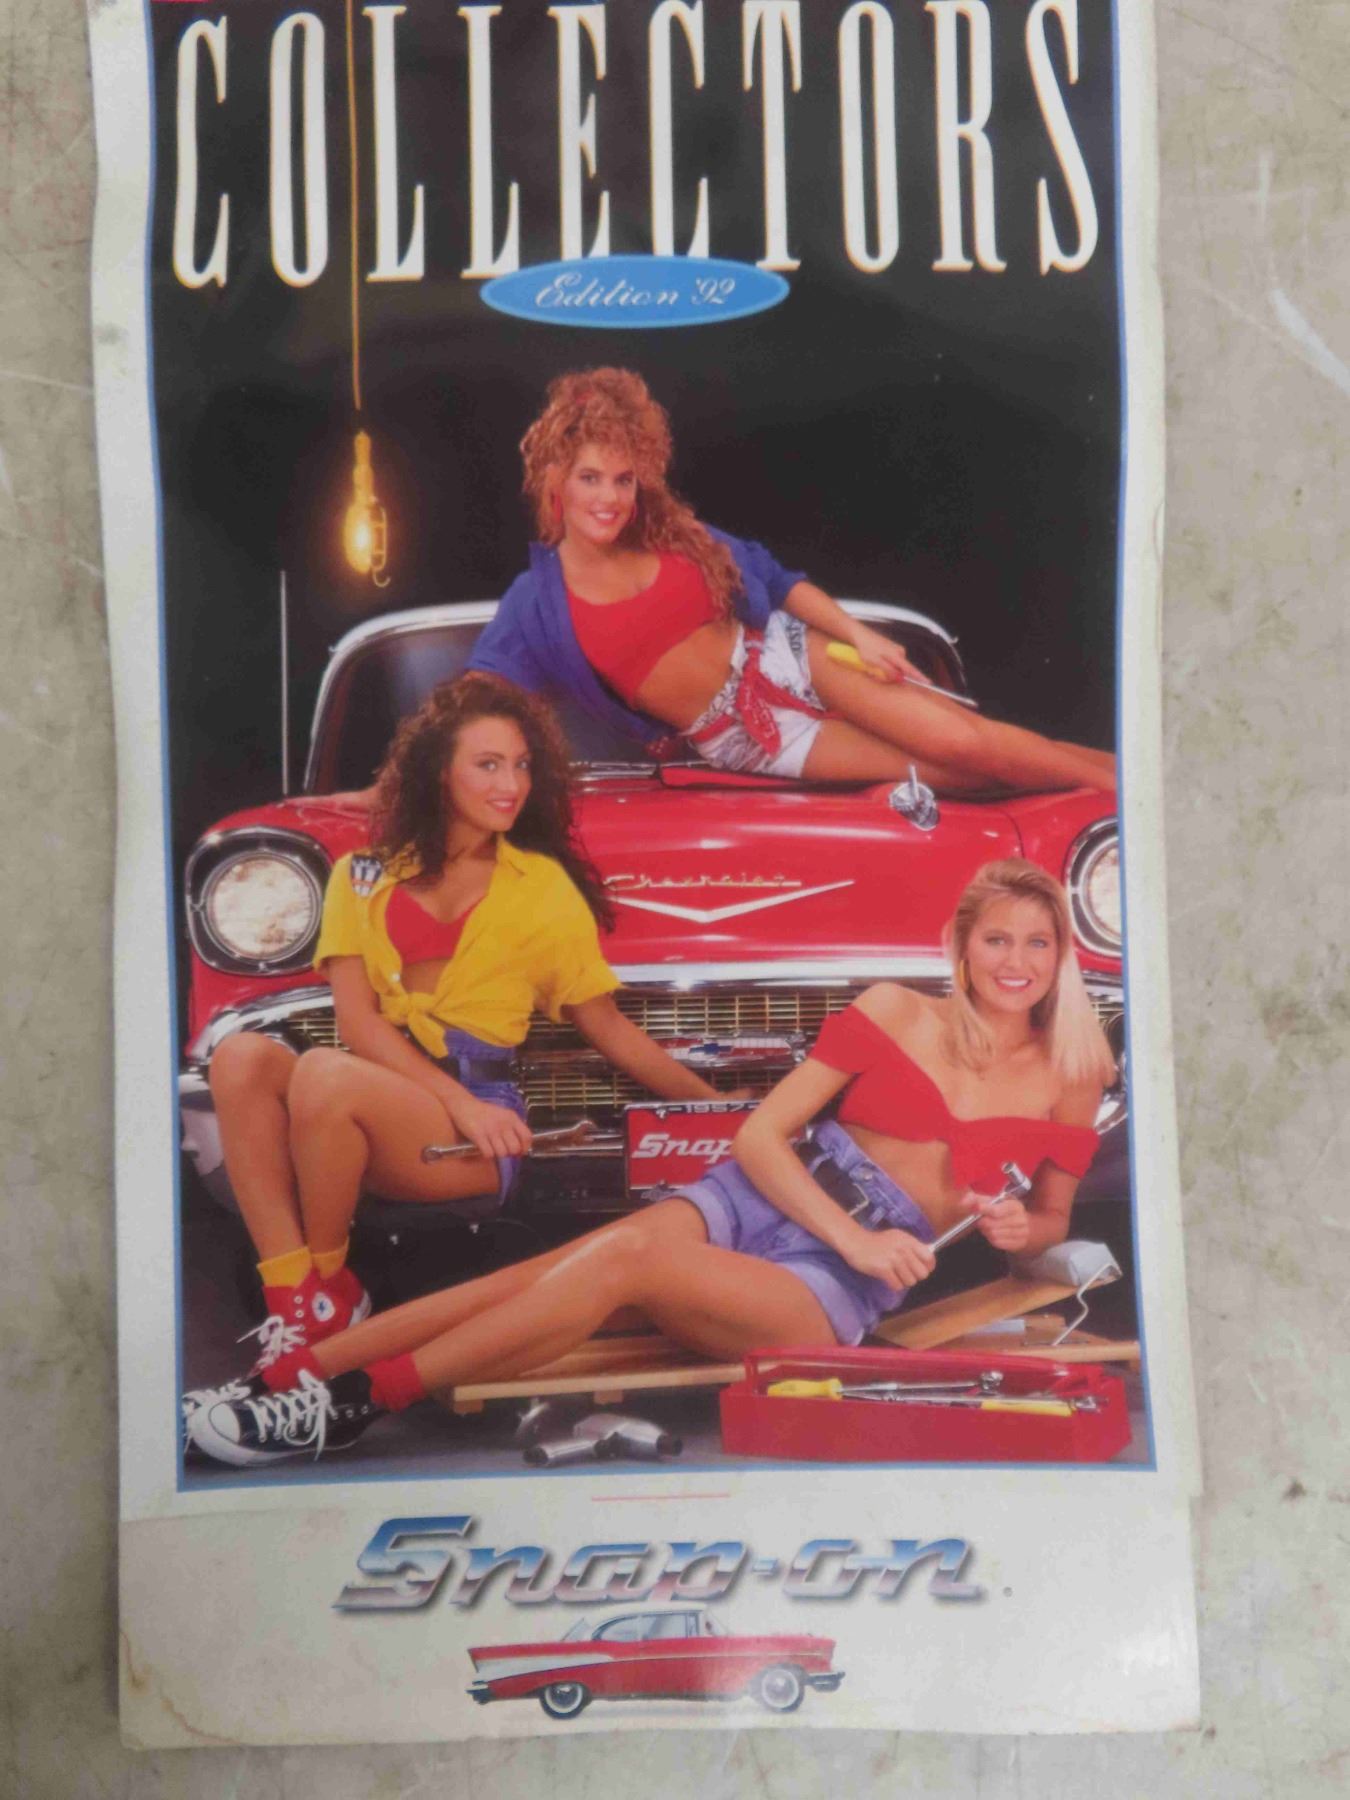 COLLECTORS
Edition '92
Chevrolet
1957
Snap
Snap-on